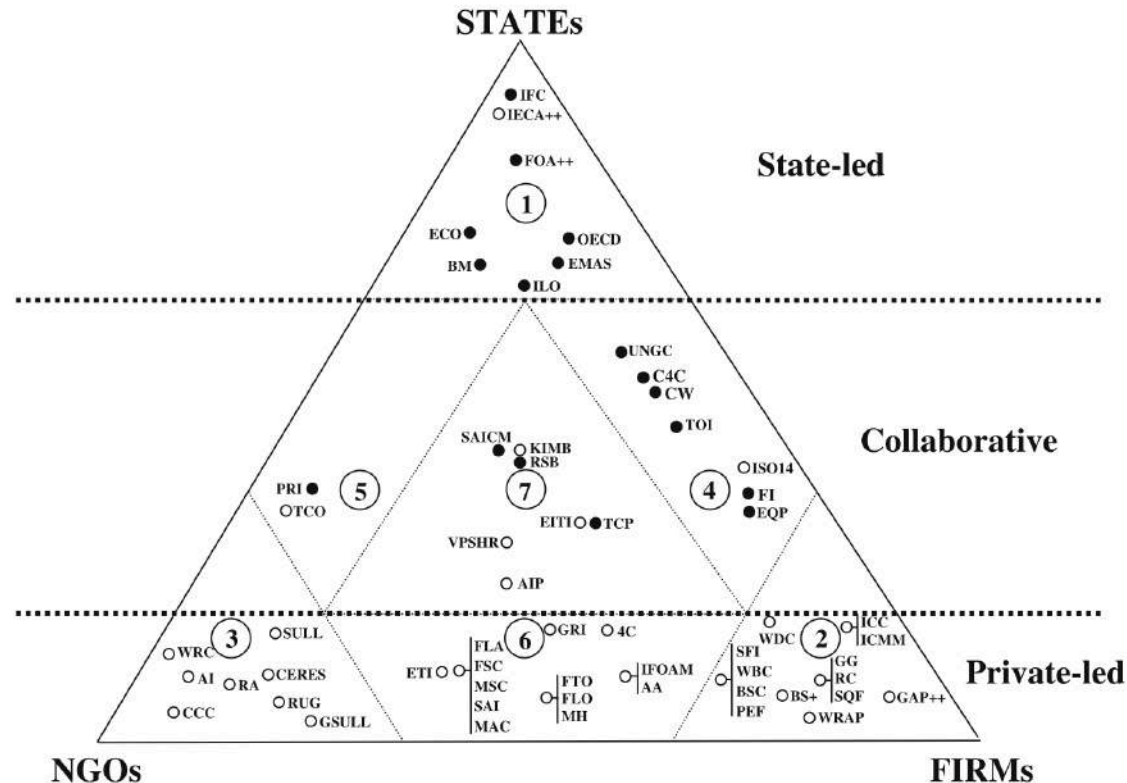 STATEs
IFC
IECA++
FOA++
State-led
1
ECO
OECD
BM
EMAS
ILO
UNGC
C4C
CW
TOI
Collaborative
SAICM
KIMB
RSB
ISO14
PRI
5
7
4
FI
TCO
EQP
EITI
TCP
VPSHR
AIP
3
SULL
6
GRI
4C
WDC
2
ICC
ICMM
WRC
AI
RA
CERES
RUG
CCC
GSULL
ETI
FLA
FSC
MSC
SAI
MAC
FTO
FLO
MH
IFOAM
AA
SFI
WBC
BSC
PEF
GG
RC
SQF
BS+
WRAP
GAP++
Private-led
NGOs
FIRMs